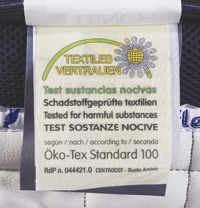 TEXTILES
VERTRAUEN
Test sustancias nocivas
Schadstoffgeprüfte textilien
Tested for harmful substances
TEST SOSTANZE NOCIVE
según / nach / according to / secondo
Öko-Tex Standard 100
RdP n. 044421.0 CENTROCOT - Busto Arsizio